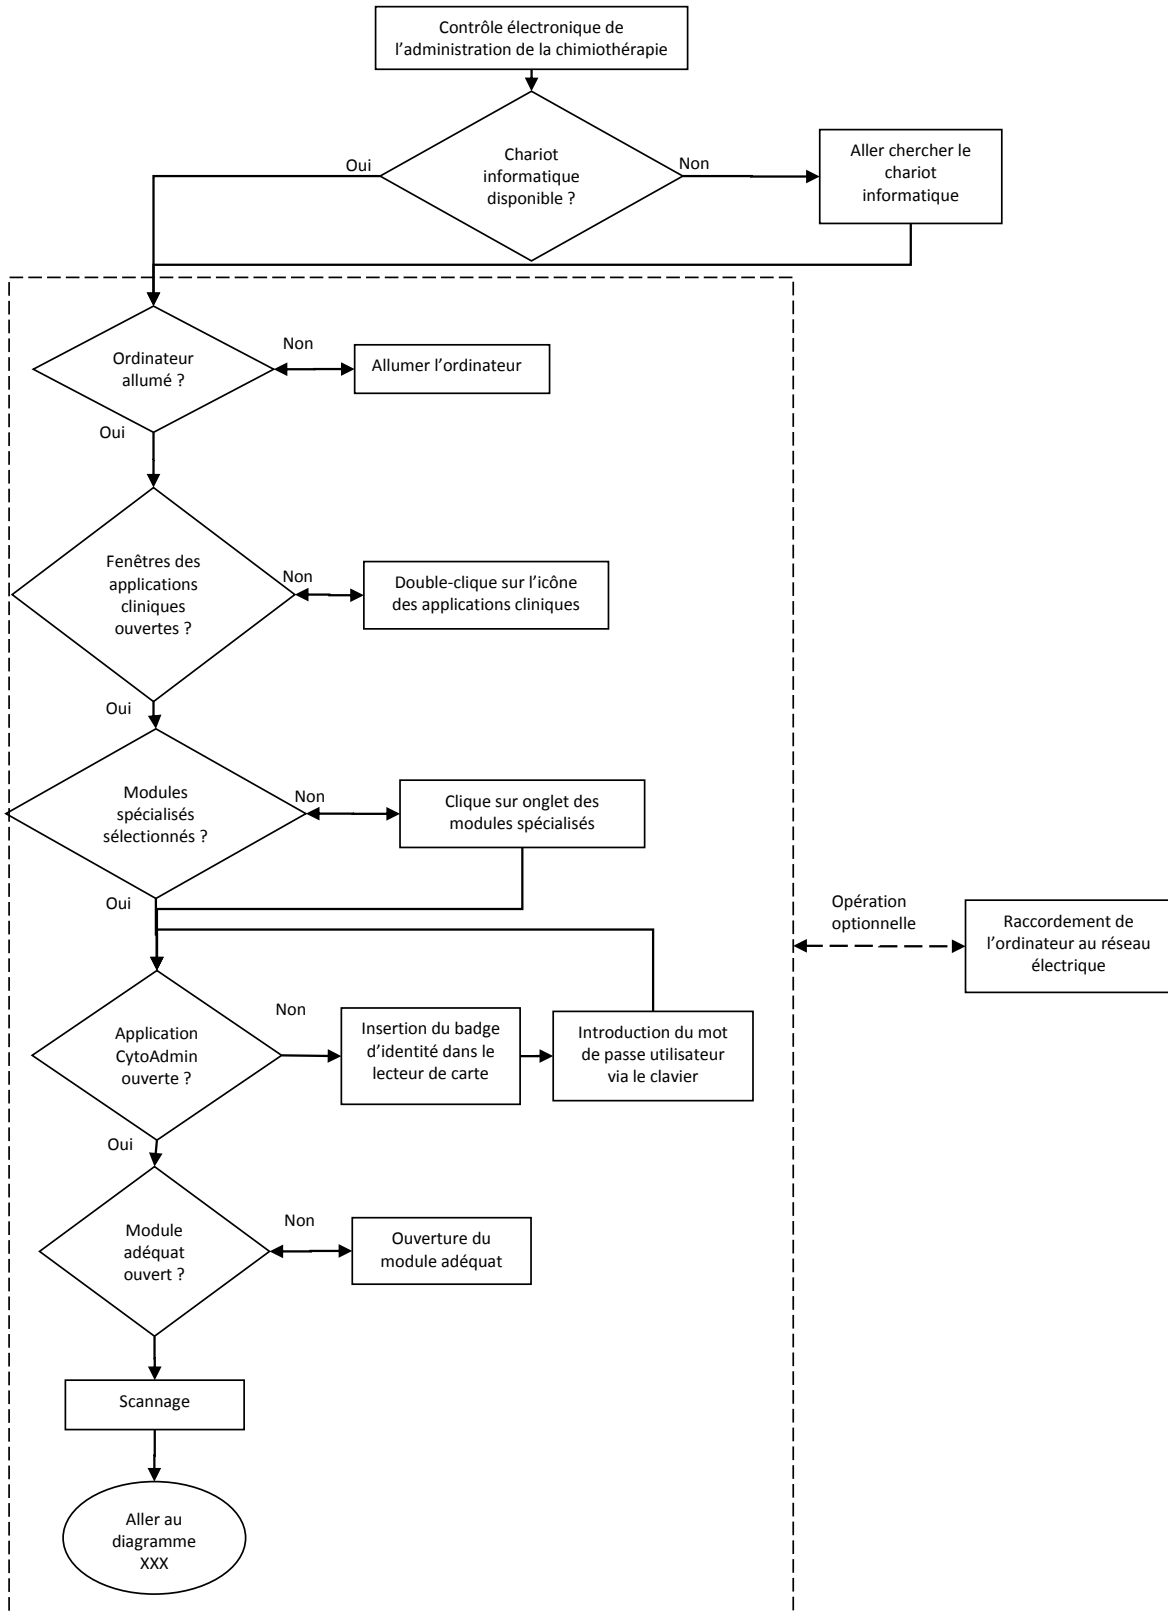 Contrôle électronique de
l'administration de la chimiothérapie
Oui
Chariot
informatique
disponible ?
Non
Aller chercher le
chariot
informatique
Ordinateur
allumé ?
Non
Allumer l'ordinateur
Oui
Fenêtres des
applications
cliniques
ouvertes ?
Non
Double-clique sur l'icône
des applications cliniques
Oui
Modules
spécialisés
sélectionnés ?
Non
Clique sur onglet des
modules spécialisés
Oui
Opération
optionnelle
Raccordement de
l'ordinateur au réseau
électrique
Application
CytoAdmin
ouverte ?
Non
Insertion du badge
d'identité dans le
lecteur de carte
Introduction du mot
de passe utilisateur
via le clavier
Oui
Module
adéquat
ouvert ?
Non
Ouverture du
module adéquat
Scannage
Aller au
diagramme
XXX